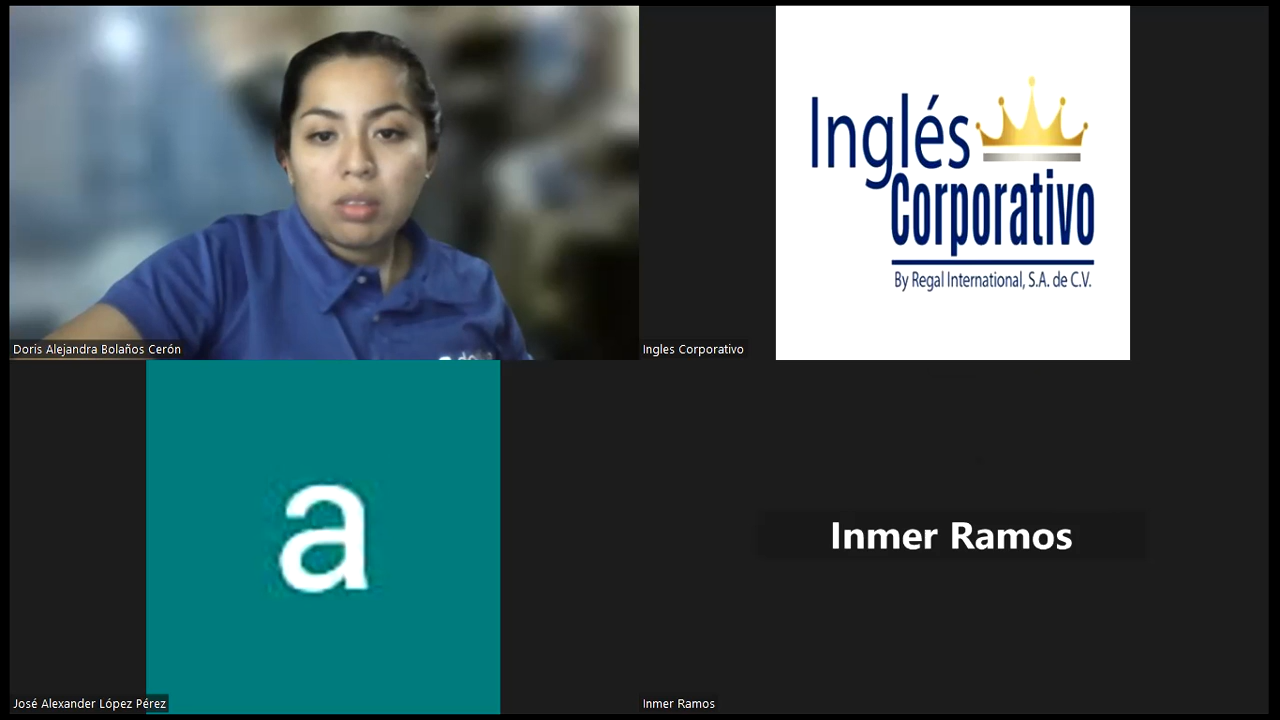 Inglés
Corporativo
By Regal International, S.A. de C.V.
Doris Alejandra Bolaños Cerón
Ingles Corporativo
a
Inmer Ramos
José Alexander López Pérez
Inmer Ramos